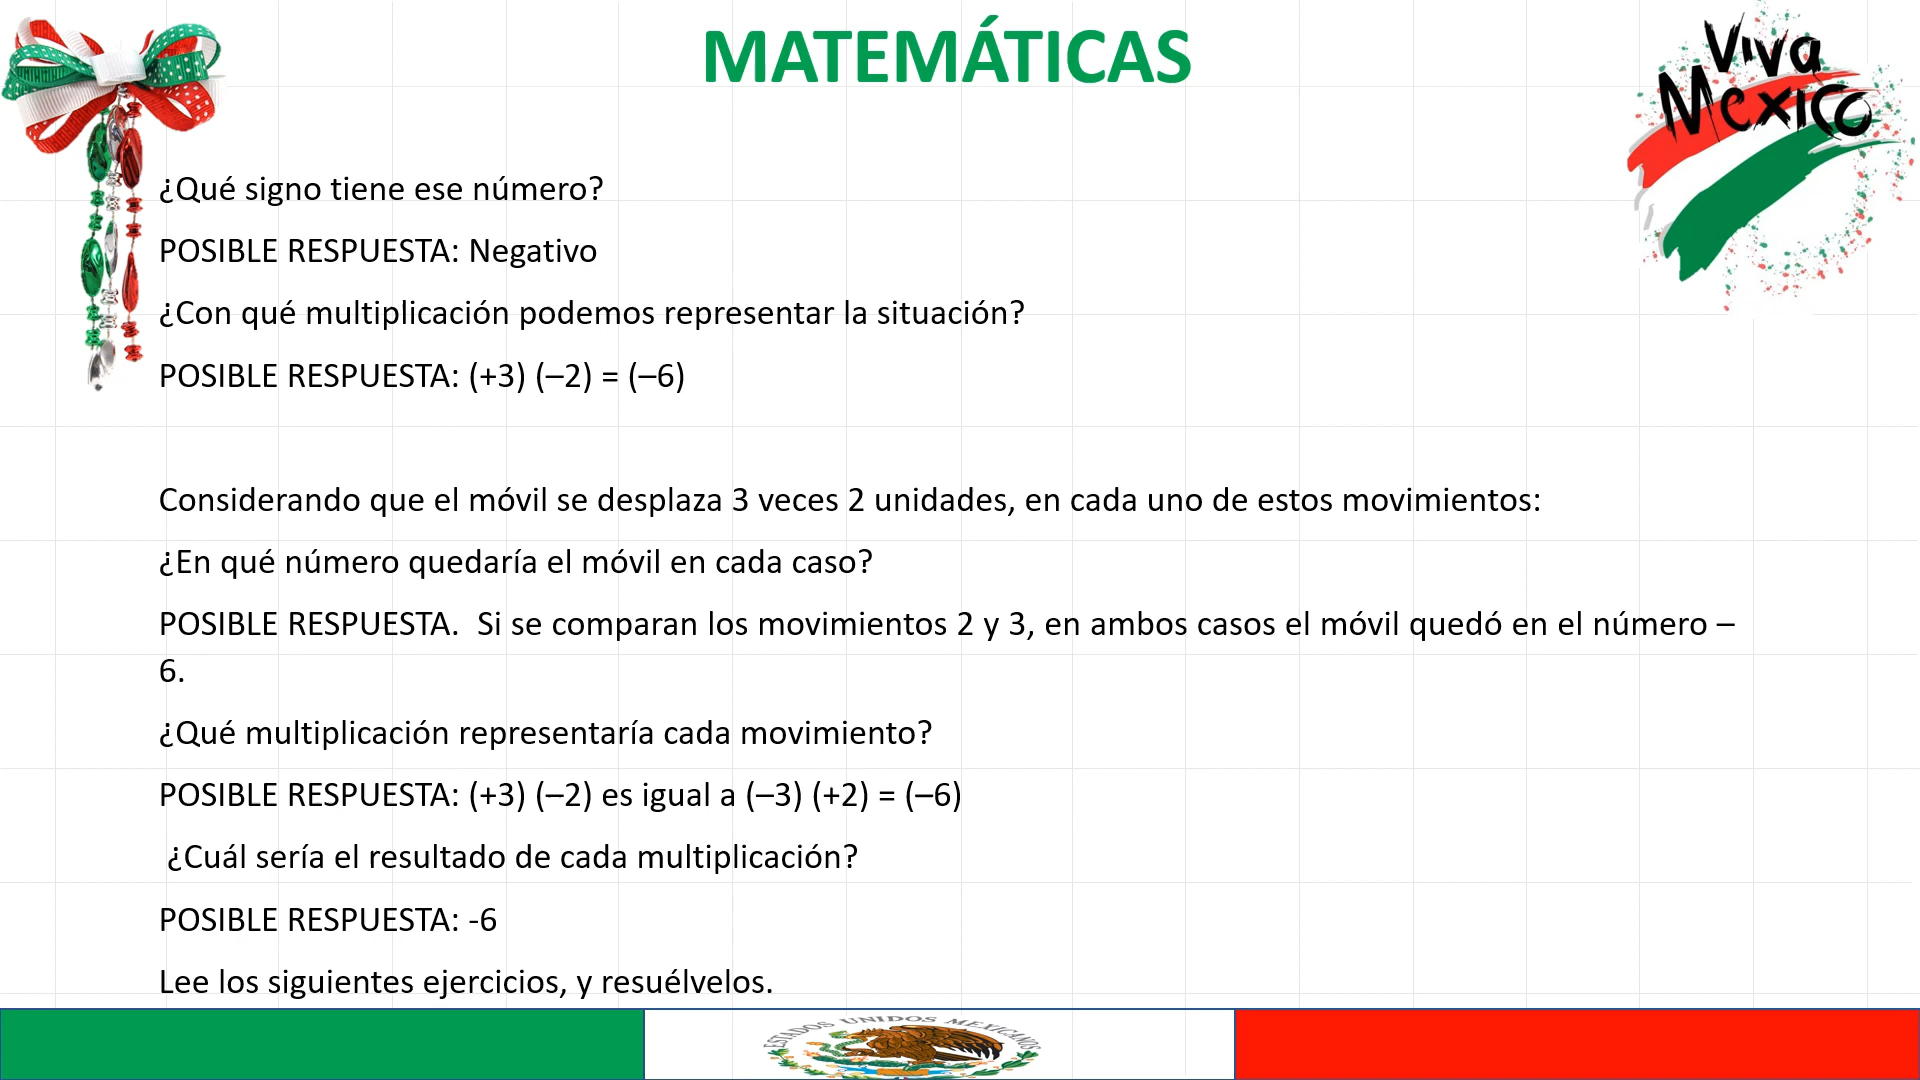 MATEMÁTICAS
Viva
Mexico
¿Qué signo tiene ese número?
POSIBLE RESPUESTA: Negativo
¿Con qué multiplicación podemos representar la situación?
POSIBLE RESPUESTA: (+3) (–2) = (–6)
Considerando que el móvil se desplaza 3 veces 2 unidades, en cada uno de estos movimientos:
¿En qué número quedaría el móvil en cada caso?
POSIBLE RESPUESTA.  Si se comparan los movimientos 2 y 3, en ambos casos el móvil quedó en el número –
6.
¿Qué multiplicación representaría cada movimiento?
POSIBLE RESPUESTA: (+3) (–2) es igual a (–3) (+2) = (–6)
¿Cuál sería el resultado de cada multiplicación?
POSIBLE RESPUESTA: -6
Lee los siguientes ejercicios, y resuélvelos.
ESTADOS UNIDOS MEXICANOS